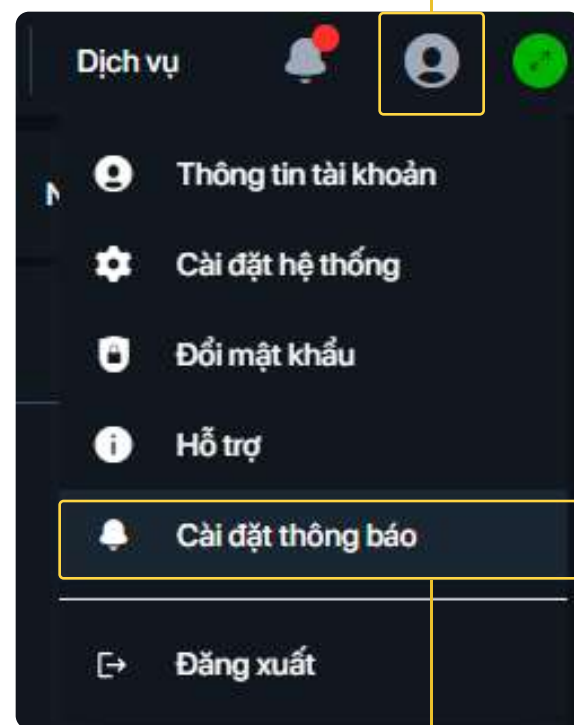 Dịch vụ
N
Thông tin tài khoản
Cài đặt hệ thống
Đổi mật khẩu
Hỗ trợ
Cài đặt thông báo
Đăng xuất